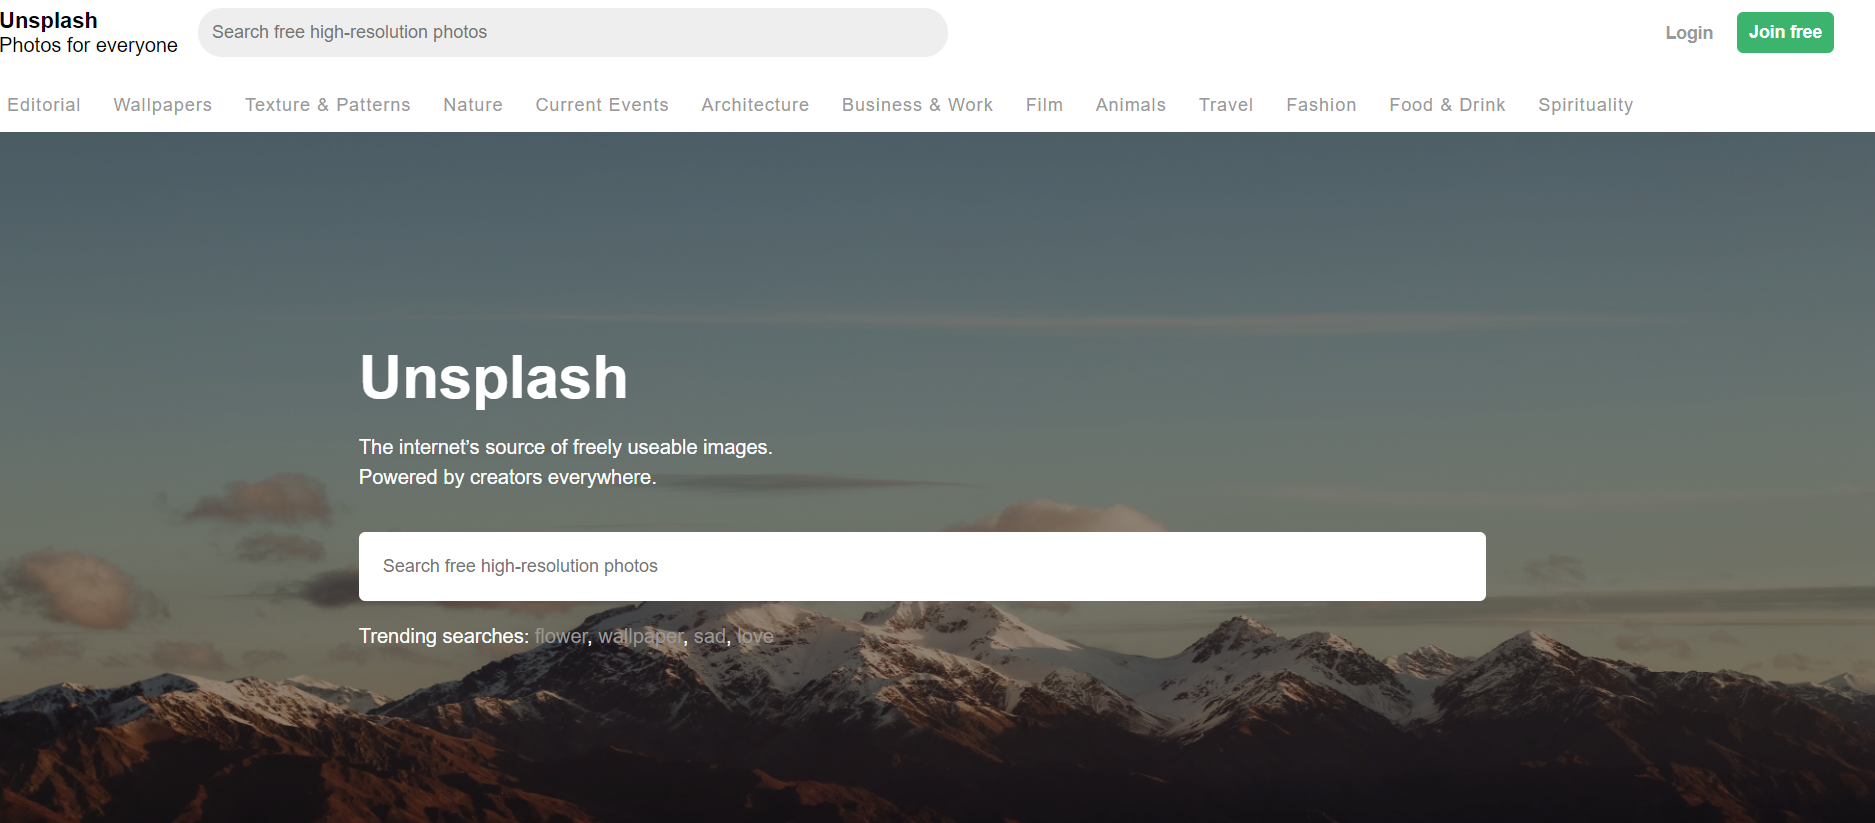 Unsplash
Photos for everyone
Search free high-resolution photos
Login
Join free
Editorial
Wallpapers
Texture & Patterns
Nature
Current Events
Architecture
Business & Work
Film
Animals
Travel
Fashion
Food & Drink
Spirituality
Unsplash
The internet’s source of freely useable images.
Powered by creators everywhere.
Search free high-resolution photos
Trending searches: flower, wallpaper, sad, love